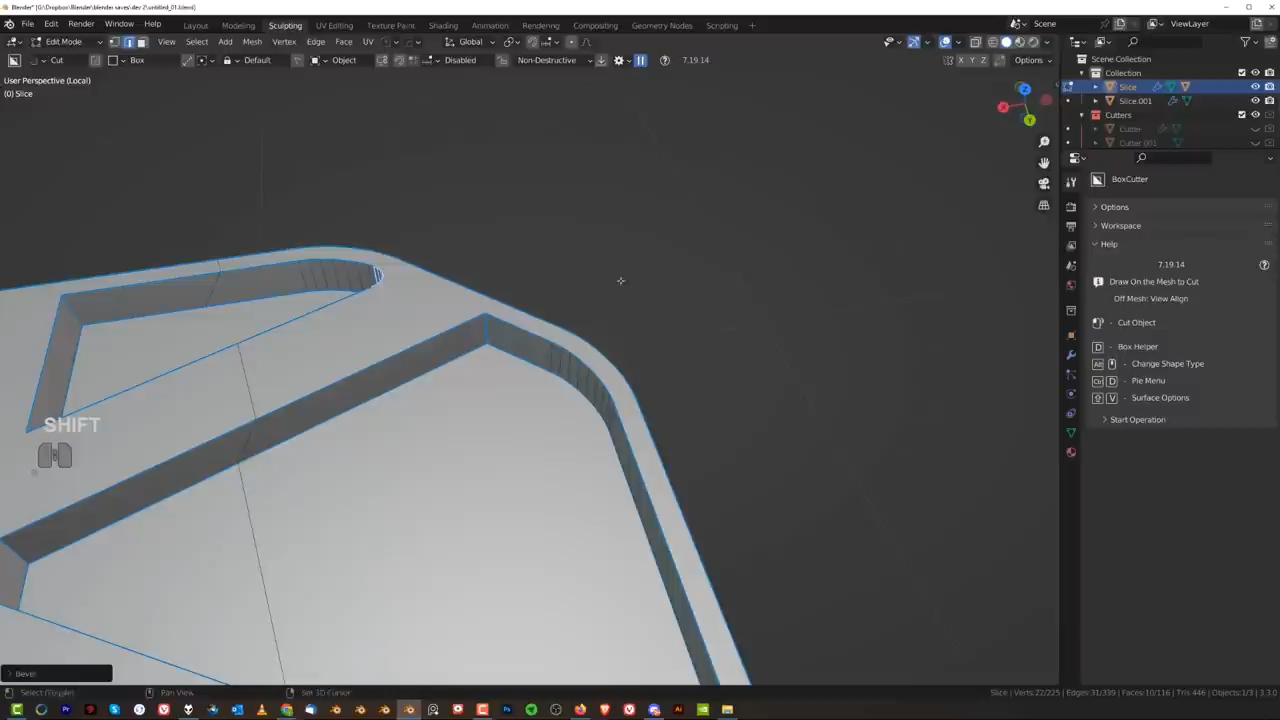 Blender* [G:\Dropbox\Blender\blender saves\dev 2\untitled_01.blend]
File Edit Render Window Help Layout Modeling Sculpting UV Editing Texture Paint Shading Animation Rendering Compositing Geometry Nodes Scripting + Scene ViewLayer
Edit Mode View Select Add Mesh Vertex Edge Face UV Global
Cut Box Default Object Disabled Non-Destructive 7.19.14 X Y Z Options
User Perspective (Local)
(0) Slice
Scene Collection
Collection
Slice
Slice.001
Cutters
Cutter
Cutter.001
BoxCutter
Options
Workspace
Help
7.19.14
Draw On the Mesh to Cut
Off Mesh: View Align
- Cut Object
D - Box Helper
Alt - Change Shape Type
Ctrl D - Pie Menu
V - Surface Options
Start Operation
SHIFT
Bevel
Select (Toggle) Pan View Set 3D Cursor Slice | Verts:22/225 | Edges:31/339 | Faces:10/116 | Tris:446 | Objects:1/3 | 3.3.0